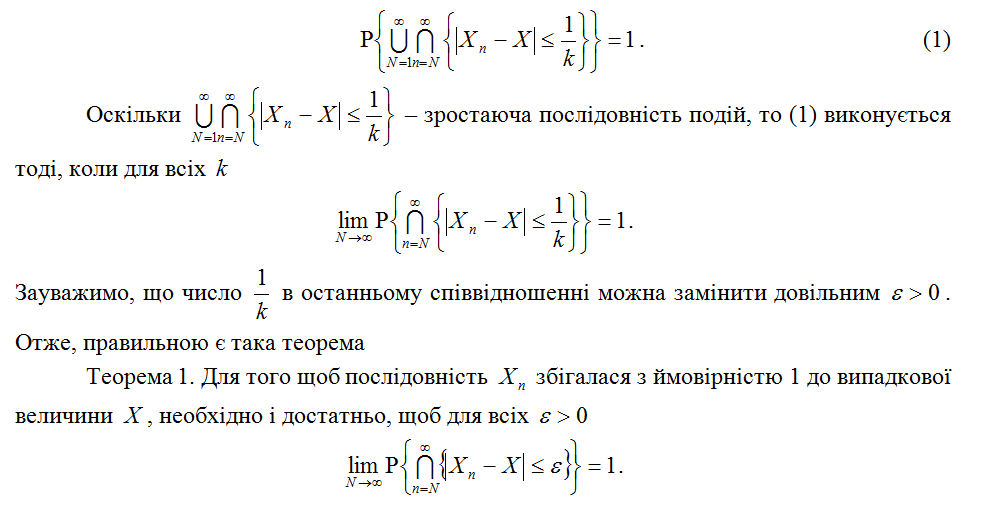 P{⋃_{N=1}^{∞} ⋂_{n=N}^{∞} {|X_n − X| ≤ 1/k}} = 1. (1)
Оскільки ⋃_{N=1}^{∞} ⋂_{n=N}^{∞} {|X_n − X| ≤ 1/k} – зростаюча послідовність подій, то (1) виконується
тоді, коли для всіх k
lim_{N→∞} P{⋂_{n=N}^{∞} {|X_n − X| ≤ 1/k}} = 1.
Зауважимо, що число 1/k в останньому співвідношенні можна замінити довільним ε > 0.
Отже, правильною є така теорема
Теорема 1. Для того щоб послідовність X_n збігалася з ймовірністю 1 до випадкової
величини X, необхідно і достатньо, щоб для всіх ε > 0
lim_{N→∞} P{⋂_{n=N}^{∞} {|X_n − X| ≤ ε}} = 1.